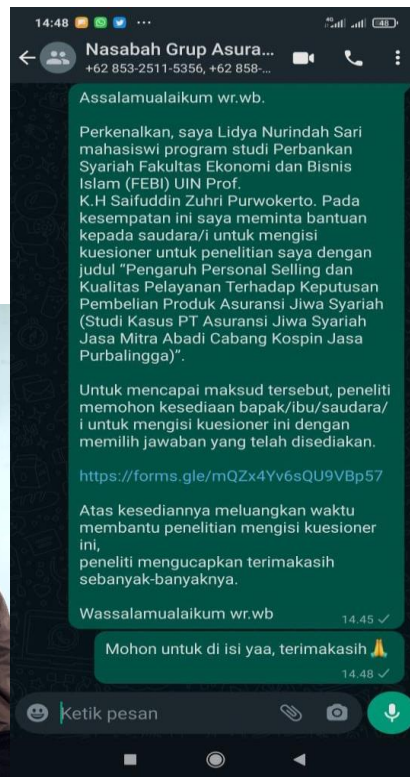 14:48
48
Nasabah Grup Asura...
+62 853-2511-5356, +62 858-...
Assalamualaikum wr.wb.
Perkenalkan, saya Lidya Nurindah Sari
mahasiswi program studi Perbankan
Syariah Fakultas Ekonomi dan Bisnis
Islam (FEBI) UIN Prof.
K.H Saifuddin Zuhri Purwokerto. Pada
kesempatan ini saya meminta bantuan
kepada saudara/i untuk mengisi
kuesioner untuk penelitian saya dengan
judul "Pengaruh Personal Selling dan
Kualitas Pelayanan Terhadap Keputusan
Pembelian Produk Asuransi Jiwa Syariah
(Studi Kasus PT Asuransi Jiwa Syariah
Jasa Mitra Abadi Cabang Kospin Jasa
Purbalingga)".
Untuk mencapai maksud tersebut, peneliti
memohon kesediaan bapak/ibu/saudara/
i untuk mengisi kuesioner ini dengan
memilih jawaban yang telah disediakan.
https://forms.gle/mQZx4Yv6sQU9VBp57
Atas kesediannya meluangkan waktu
membantu penelitian mengisi kuesioner
ini,
peneliti mengucapkan terimakasih
sebanyak-banyaknya.
Wassalamualaikum wr.wb
14.45
Mohon untuk di isi yaa, terimakasih 🙏
14.48
Ketik pesan